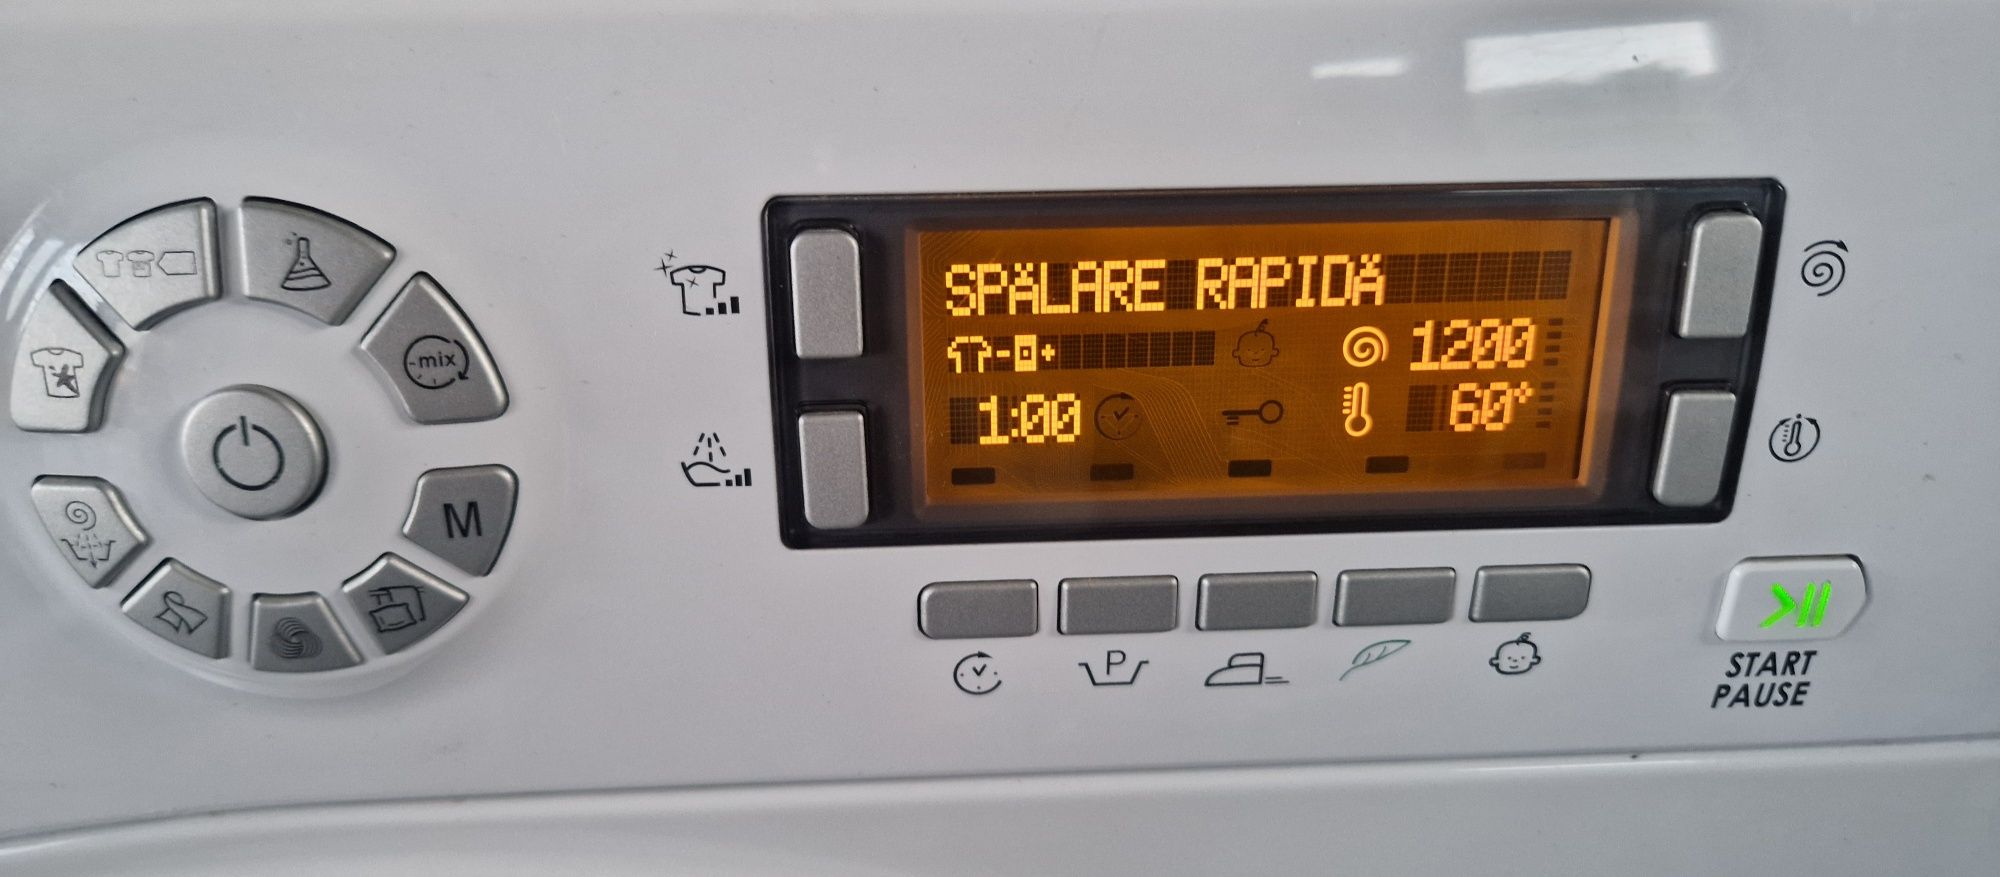 SPĂLARE RAPIDĂ
1200
1:00
60°
mix
M
P
START
PAUSE